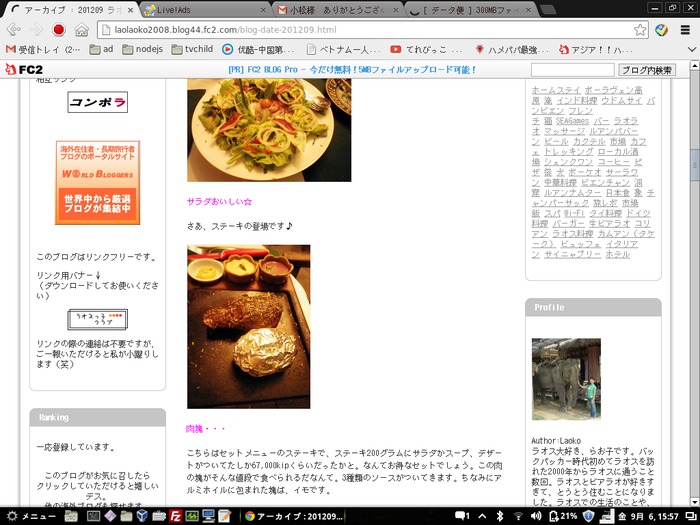 アーカイブ : 201209 ラオ
Live!Ads
小松様 ありがとうござ
[ データ便 ] 300MBファイ
laolaoko2008.blog44.fc2.com/blog-date-201209.html
受信トレイ
ad
nodejs
tvchild
优酷-中国第...
ベトナム一人...
てれびっこ
ハメパパ最強...
アジア！！ハ
FC2
[PR] FC2 BLOG Pro - 今だけ無料！5MBファイルアップロード可能！
ブログ内検索
相互リンク
コンポラ
海外在住者・長期旅行者
ブログのポータルサイト
WORLD BLOGGERS
世界中から厳選
ブログが集結中
このブログはリンクフリーです。
リンク用バナー↓
（ダウンロードしてお使いくださ
い）
ラオスっ子
クラブ
リンクの際の連絡は不要ですが、
ご一報いただけると私が小躍りし
ます（笑）
Ranking
一応登録しています。
このブログがお気に召したら
クリックしていただけると嬉しい
デス。
サラダおいしい☆
さあ、ステーキの登場です♪
肉塊・・・
こちらはセットメニューのステーキで、ステーキ200グラムにサラダかスープ、デザー
トがついてたしか67,000kipくらいだったかと。なんてお得なセットでしょう。この肉
の塊がそんな値段で食べられるだなんて。3種類のソースがついてきます。ちなみにア
ルミホイルに包まれた塊は、イモです。
ホームステイ ボーラヴェン高
原 滝 インド料理 ウドムサイ バ
ンビエン フレン
チ 猫 SEAGames バー ラオラ
オ マッサージ ルアンパバー
ン ビール カクテル 市場 カフ
ェ トレッキング ローカル酒
場 シェンクワン コーヒー ピ
ザ 釜 犬 ボーケオ サーラワ
ン 中華料理 ビエンチャン 洞
窟 ルアンナムター 日本食 象 チ
ャンパーサック 旅レポ 市場
飯 スパ Wi-Fi タイ料理 ドイツ
料理 バーガー 生ビアラオ コリ
アン ラオス料理 カムアン（タケ
ーク） ビュッフェ イタリア
ン サイニャブリー ホテル
Profile
Author:Laoko
ラオス大好き、らお子です。バ
ックパッカー時代初めてラオスを訪
れた2000年からラオスに通うこと
数回。ラオスとビアラオが好きす
ぎて、とうとう住むことになりま
した。ラオスでの生活のことや、
メニュー
アーカイブ : 201209...
1
21%
金 9月 6, 15:57